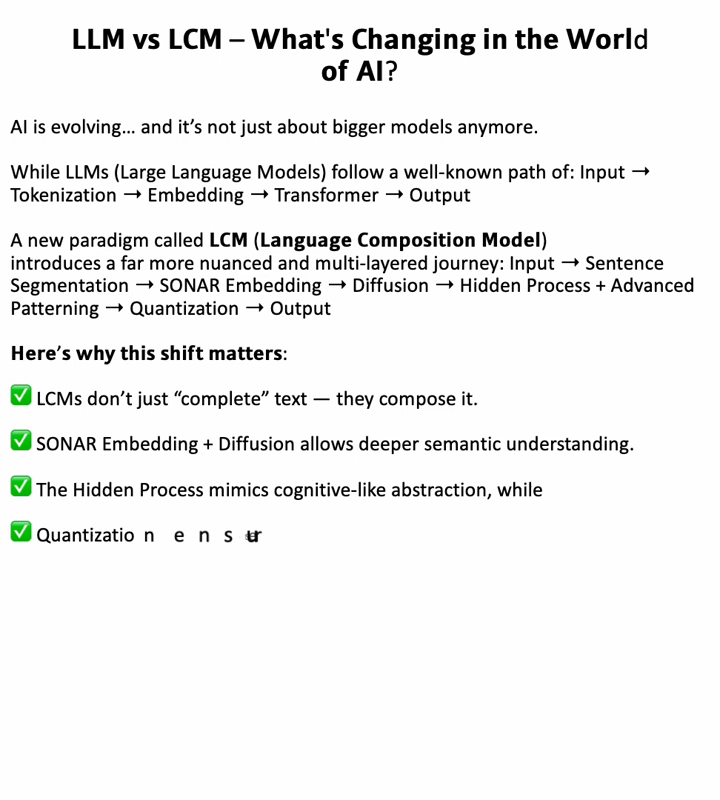 LLM vs LCM – What's Changing in the World
of AI?
AI is evolving... and it’s not just about bigger models anymore.
While LLMs (Large Language Models) follow a well-known path of: Input →
Tokenization → Embedding → Transformer → Output
A new paradigm called LCM (Language Composition Model)
introduces a far more nuanced and multi-layered journey: Input → Sentence
Segmentation → SONAR Embedding → Diffusion → Hidden Process + Advanced
Patterning → Quantization → Output
Here’s why this shift matters:
✅ LCMs don’t just “complete” text — they compose it.
✅ SONAR Embedding + Diffusion allows deeper semantic understanding.
✅ The Hidden Process mimics cognitive-like abstraction, while
✅ Quantization